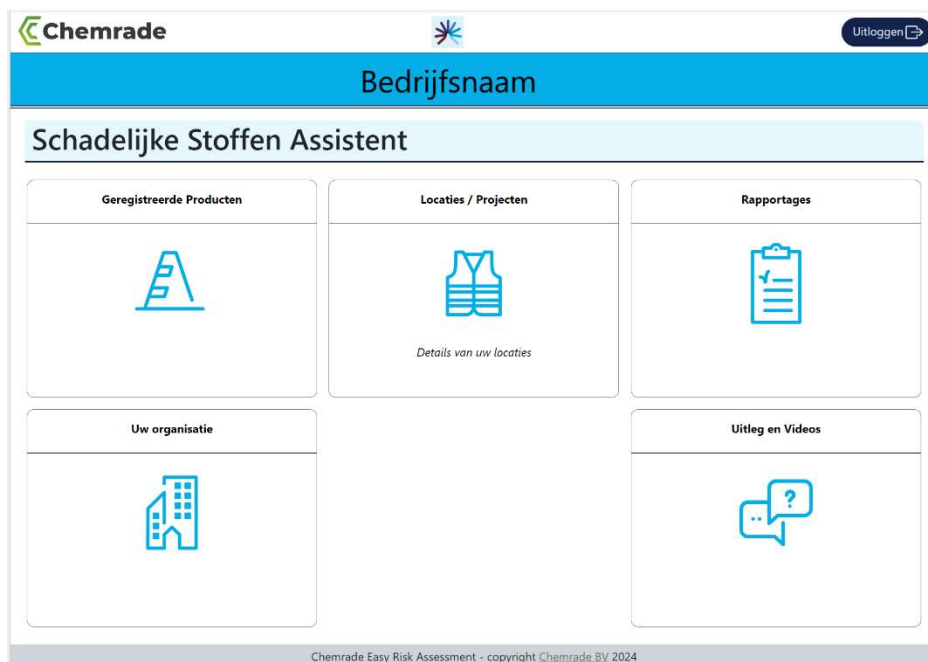 Chemrade
Uitloggen
Bedrijfsnaam
Schadelijke Stoffen Assistent
Geregistreerde Producten
Locaties / Projecten
Rapportages
Details van uw locaties
Uw organisatie
Uitleg en Videos
?
Chemrade Easy Risk Assessment - copyright Chemrade BV 2024